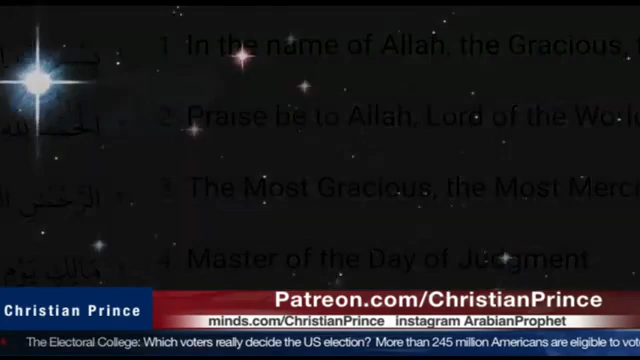 1 In the name of Allah, the Gracious,
2 Praise be to Allah, Lord of the
الحمد لله
3 The Most Gracious, the Most
4 Master of the Day of Judgment
مَالِكِ يَوْمِ
Christian Prince
Patreon.com/ChristianPrince
minds.com/ChristianPrince instagram ArabianProphet
The Electoral College: Which voters really decide the US election? More than 245 million Americans are eligible to